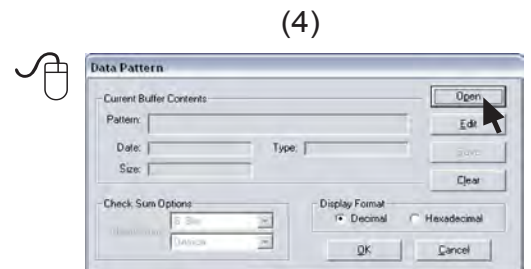 (4)
Data Pattern
Current Buffer Contents
Open
Pattern:
Edit
Date:
Type:
Size:
Clear
Check Sum Options
Display Format
Decimal
Hexadecimal
OK
Cancel